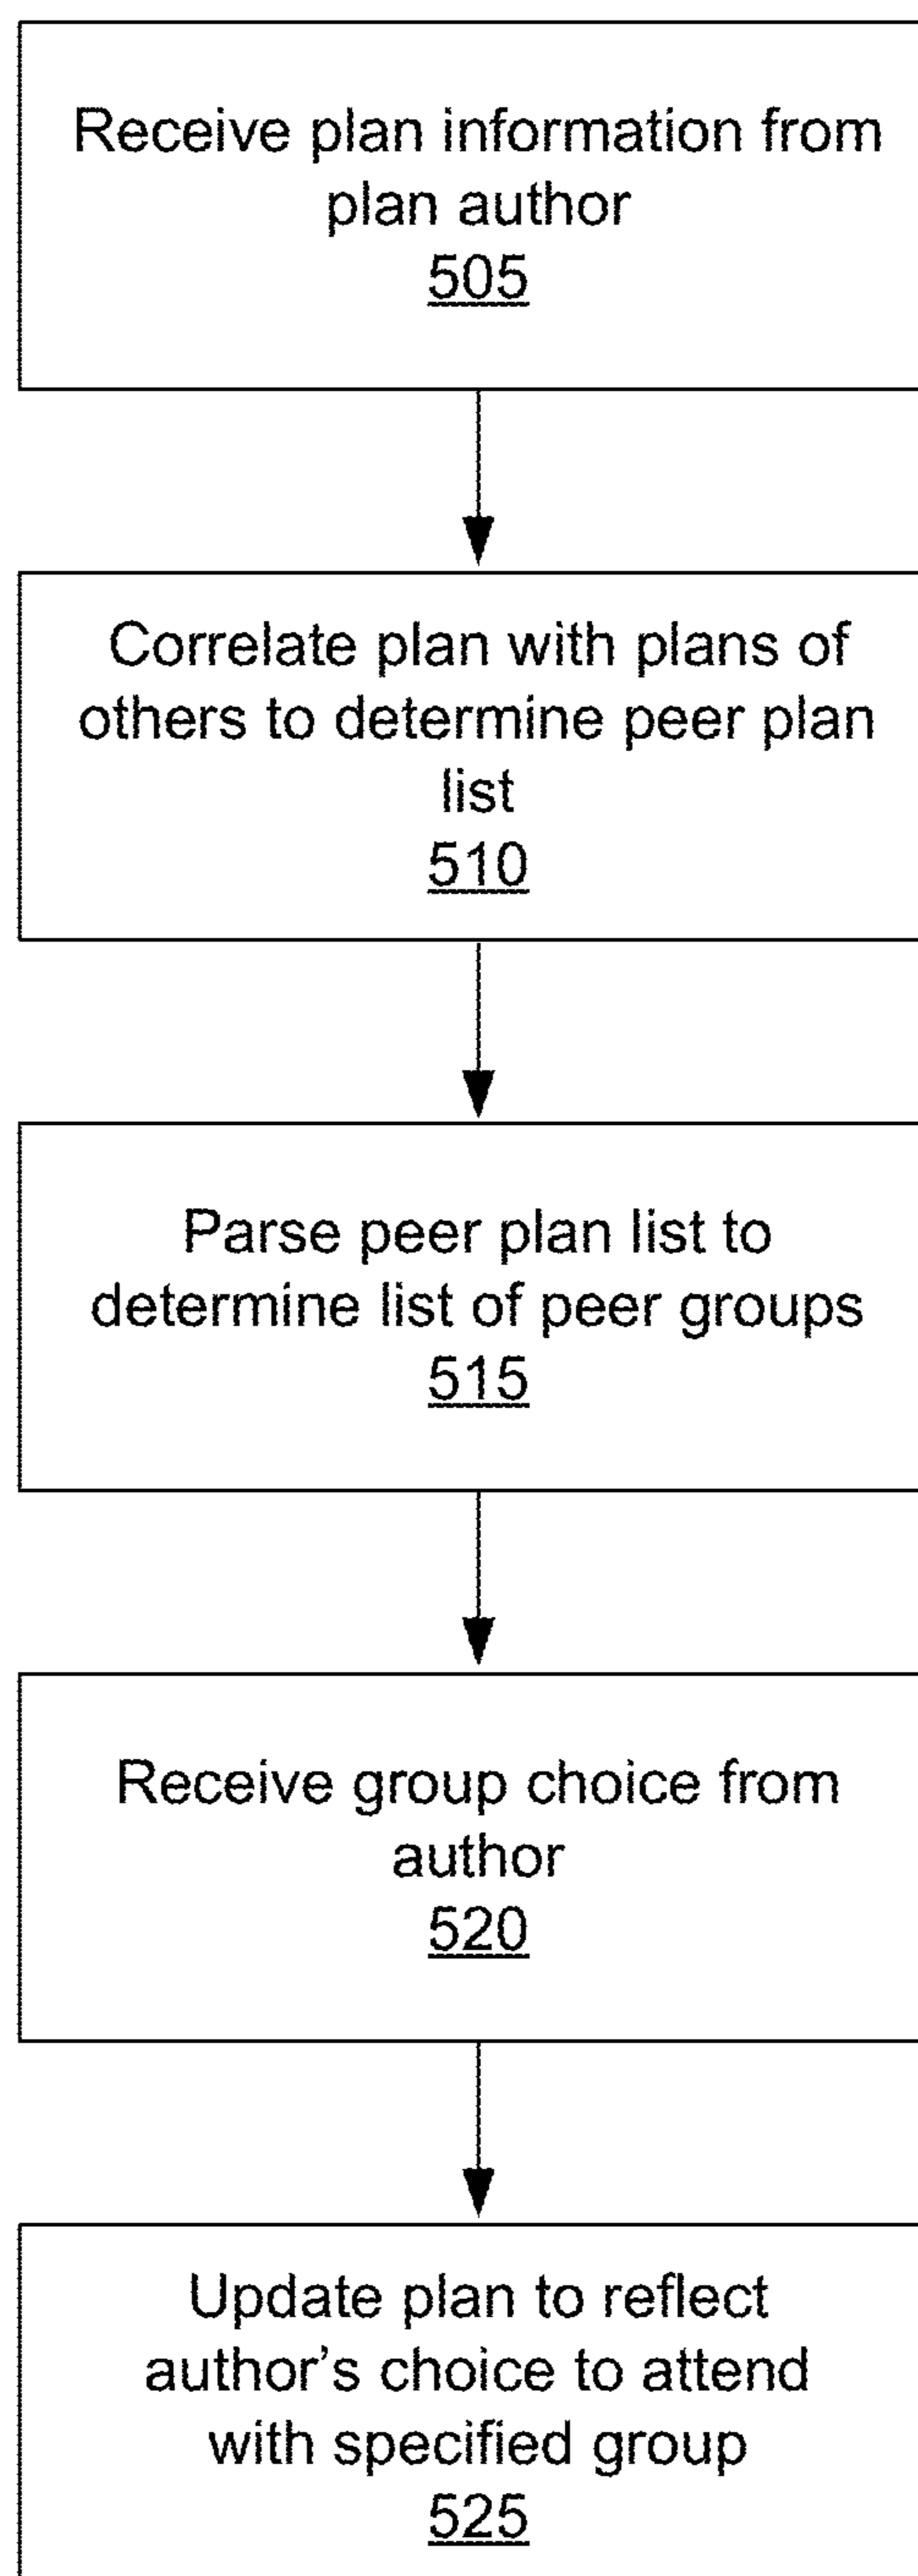 Receive plan information from
plan author
505
Correlate plan with plans of
others to determine peer plan
list
510
Parse peer plan list to
determine list of peer groups
515
Receive group choice from
author
520
Update plan to reflect
author's choice to attend
with specified group
525